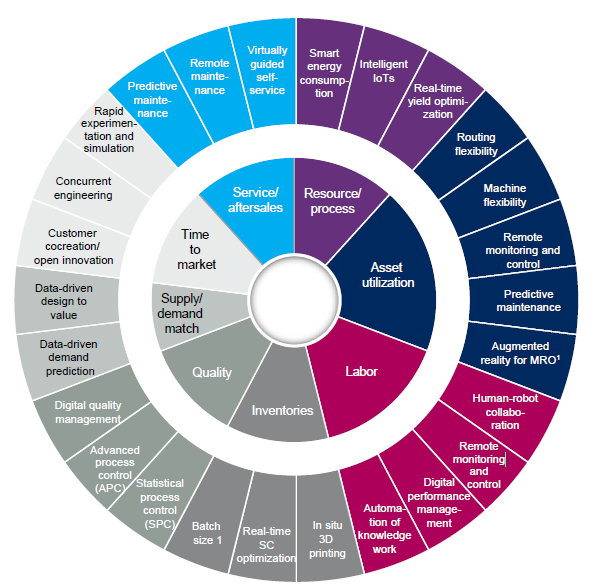 Smart
energy
consump-
tion
Intelligent
IoTs
Real-time
yield optimi-
zation
Routing
flexibility
Machine
flexibility
Remote
monitoring and
control
Predictive
maintenance
Augmented
reality for MRO¹
Human-robot
collabo-
ration
Remote
monitoring
and
control
Digital
performance
manage-
ment
Automa-
tion of
knowledge
work
In situ
3D
printing
Real-time
SC
optimization
Batch
size 1
Statistical
process
control
(SPC)
Advanced
process
control
(APC)
Digital quality
management
Data-driven
demand
prediction
Data-driven
design to
value
Customer
cocreation/
open innovation
Concurrent
engineering
Rapid
experimen-
tation and
simulation
Predictive
mainte-
nance
Remote
mainte-
nance
Virtually
guided
self-
service
Resource/
process
Asset
utilization
Labor
Inventories
Quality
Supply/
demand
match
Time
to
market
Service/
aftersales